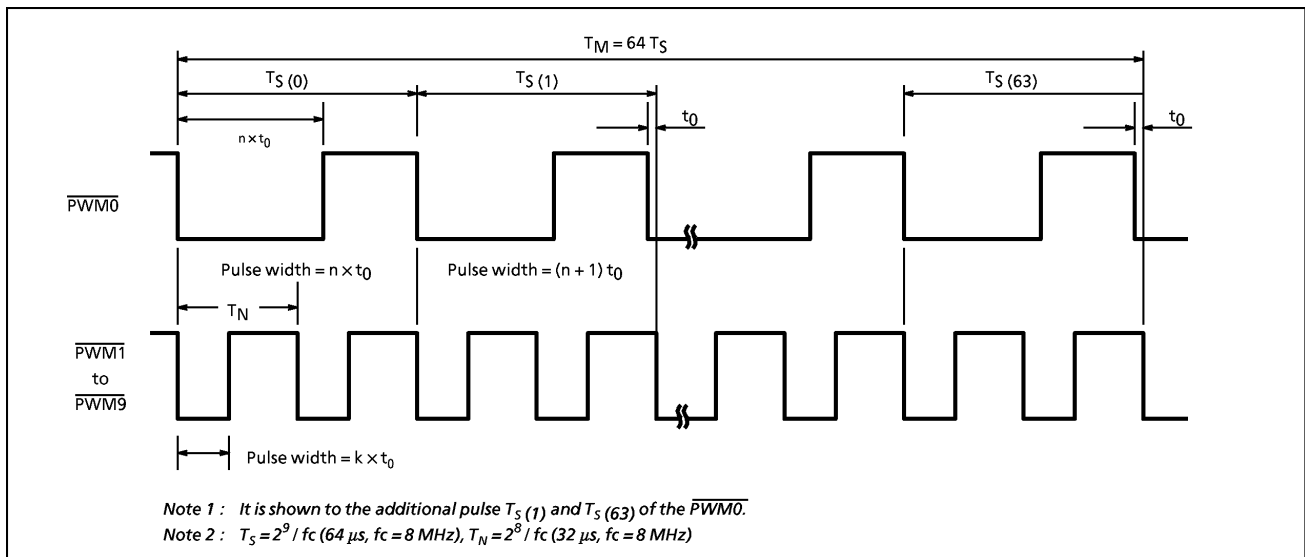 T_M = 64 T_S
T_S (0) T_S (1) T_S (63)
n × t_0 t_0 t_0
PWM0
Pulse width = n × t_0 Pulse width = (n + 1) t_0
T_N
PWM1
to
PWM9
Pulse width = k × t_0
Note 1 : It is shown to the additional pulse T_S (1) and T_S (63) of the PWM0.
Note 2 : T_S = 2^9 / fc (64 μs, fc = 8 MHz), T_N = 2^8 / fc (32 μs, fc = 8 MHz)